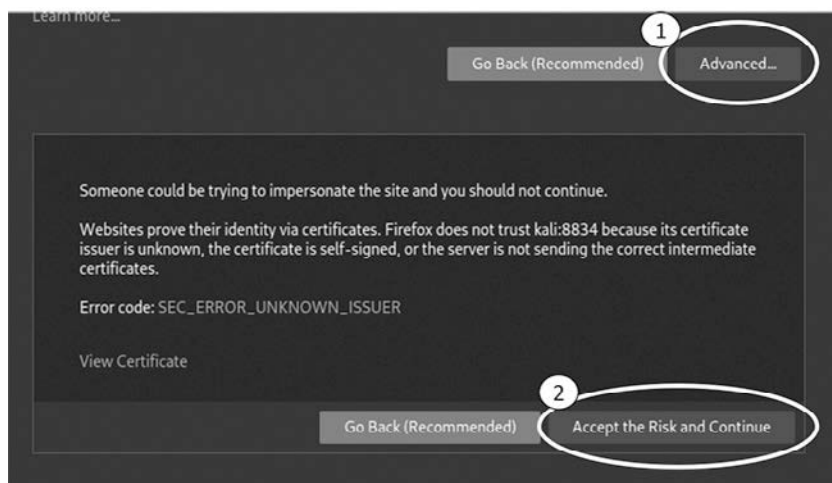 Learn more...
1
Go Back (Recommended) Advanced...
Someone could be trying to impersonate the site and you should not continue.
Websites prove their identity via certificates. Firefox does not trust kali:8834 because its certificate
issuer is unknown, the certificate is self-signed, or the server is not sending the correct intermediate
certificates.
Error code: SEC_ERROR_UNKNOWN_ISSUER
View Certificate
2
Go Back (Recommended) Accept the Risk and Continue